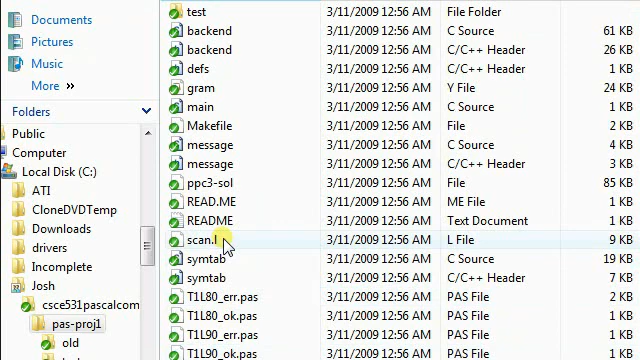 Documents
Pictures
Music
More »
Folders
Public
Computer
Local Disk (C:)
ATI
CloneDVDTemp
Downloads
drivers
Incomplete
Josh
csce531pascalcom
pas-proj1
old
test 3/11/2009 12:56 AM File Folder
backend 3/11/2009 12:56 AM C Source 61 KB
backend 3/11/2009 12:56 AM C/C++ Header 26 KB
defs 3/11/2009 12:56 AM C/C++ Header 1 KB
gram 3/11/2009 12:56 AM Y File 24 KB
main 3/11/2009 12:56 AM C Source 1 KB
Makefile 3/11/2009 12:56 AM File 2 KB
message 3/11/2009 12:56 AM C Source 4 KB
message 3/11/2009 12:56 AM C/C++ Header 3 KB
ppc3-sol 3/11/2009 12:56 AM File 85 KB
READ.ME 3/11/2009 12:56 AM ME File 2 KB
README 3/11/2009 12:56 AM Text Document 1 KB
scan.l 3/11/2009 12:56 AM L File 9 KB
symtab 3/11/2009 12:56 AM C Source 19 KB
symtab 3/11/2009 12:56 AM C/C++ Header 7 KB
T1L80_err.pas 3/11/2009 12:56 AM PAS File 2 KB
T1L80_ok.pas 3/11/2009 12:56 AM PAS File 1 KB
T1L90_err.pas 3/11/2009 12:56 AM PAS File 1 KB
T1L90_ok.pas 3/11/2009 12:56 AM PAS File 1 KB